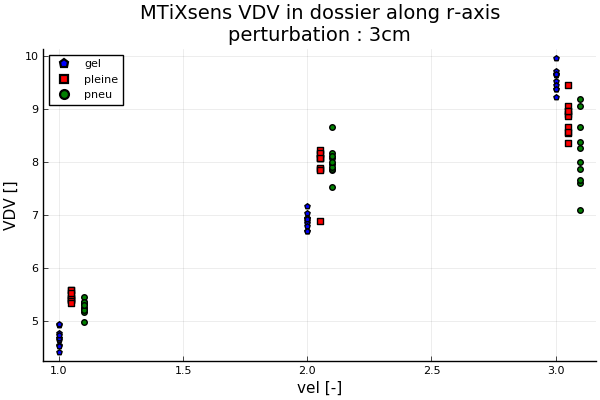 MTiXsens VDV in dossier along r-axis
perturbation : 3cm
gel
pleine
pneu
VDV []
10
9
8
7
6
5
1.0
1.5
2.0
2.5
3.0
vel [-]